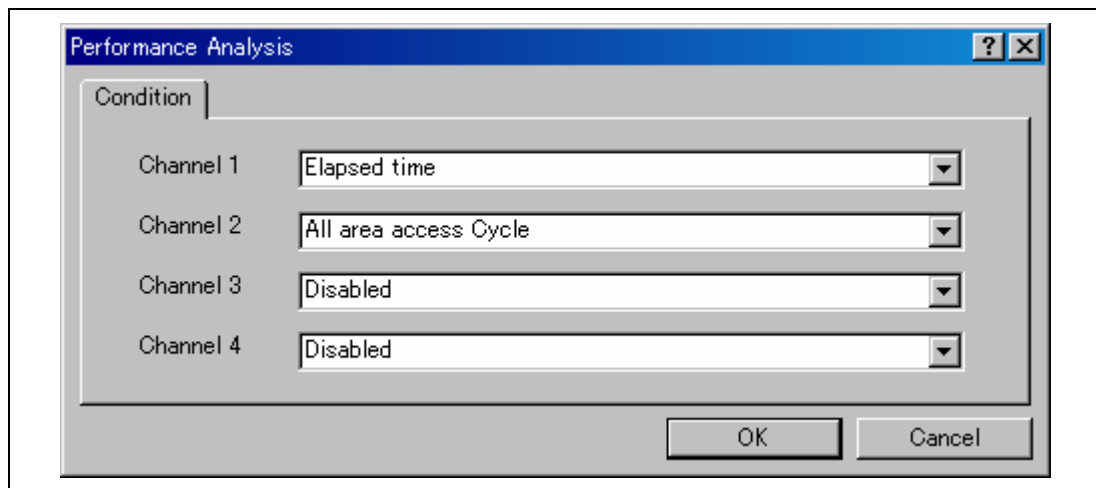 Performance Analysis
Condition
Channel 1 Elapsed time
Channel 2 All area access Cycle
Channel 3 Disabled
Channel 4 Disabled
OK Cancel